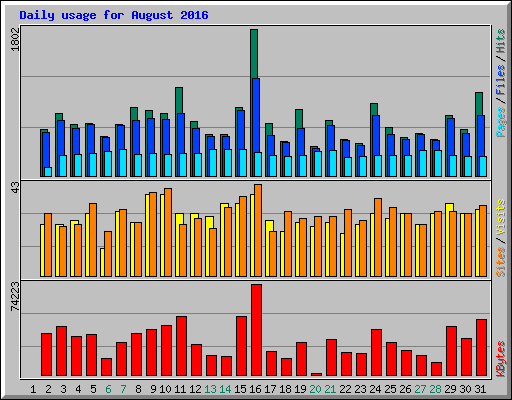 Daily usage for August 2016
1802
Pages / Files / Hits
43
Sites / Visits
74223
KBytes
1 2 3 4 5 6 7 8 9 10 11 12 13 14 15 16 17 18 19 20 21 22 23 24 25 26 27 28 29 30 31